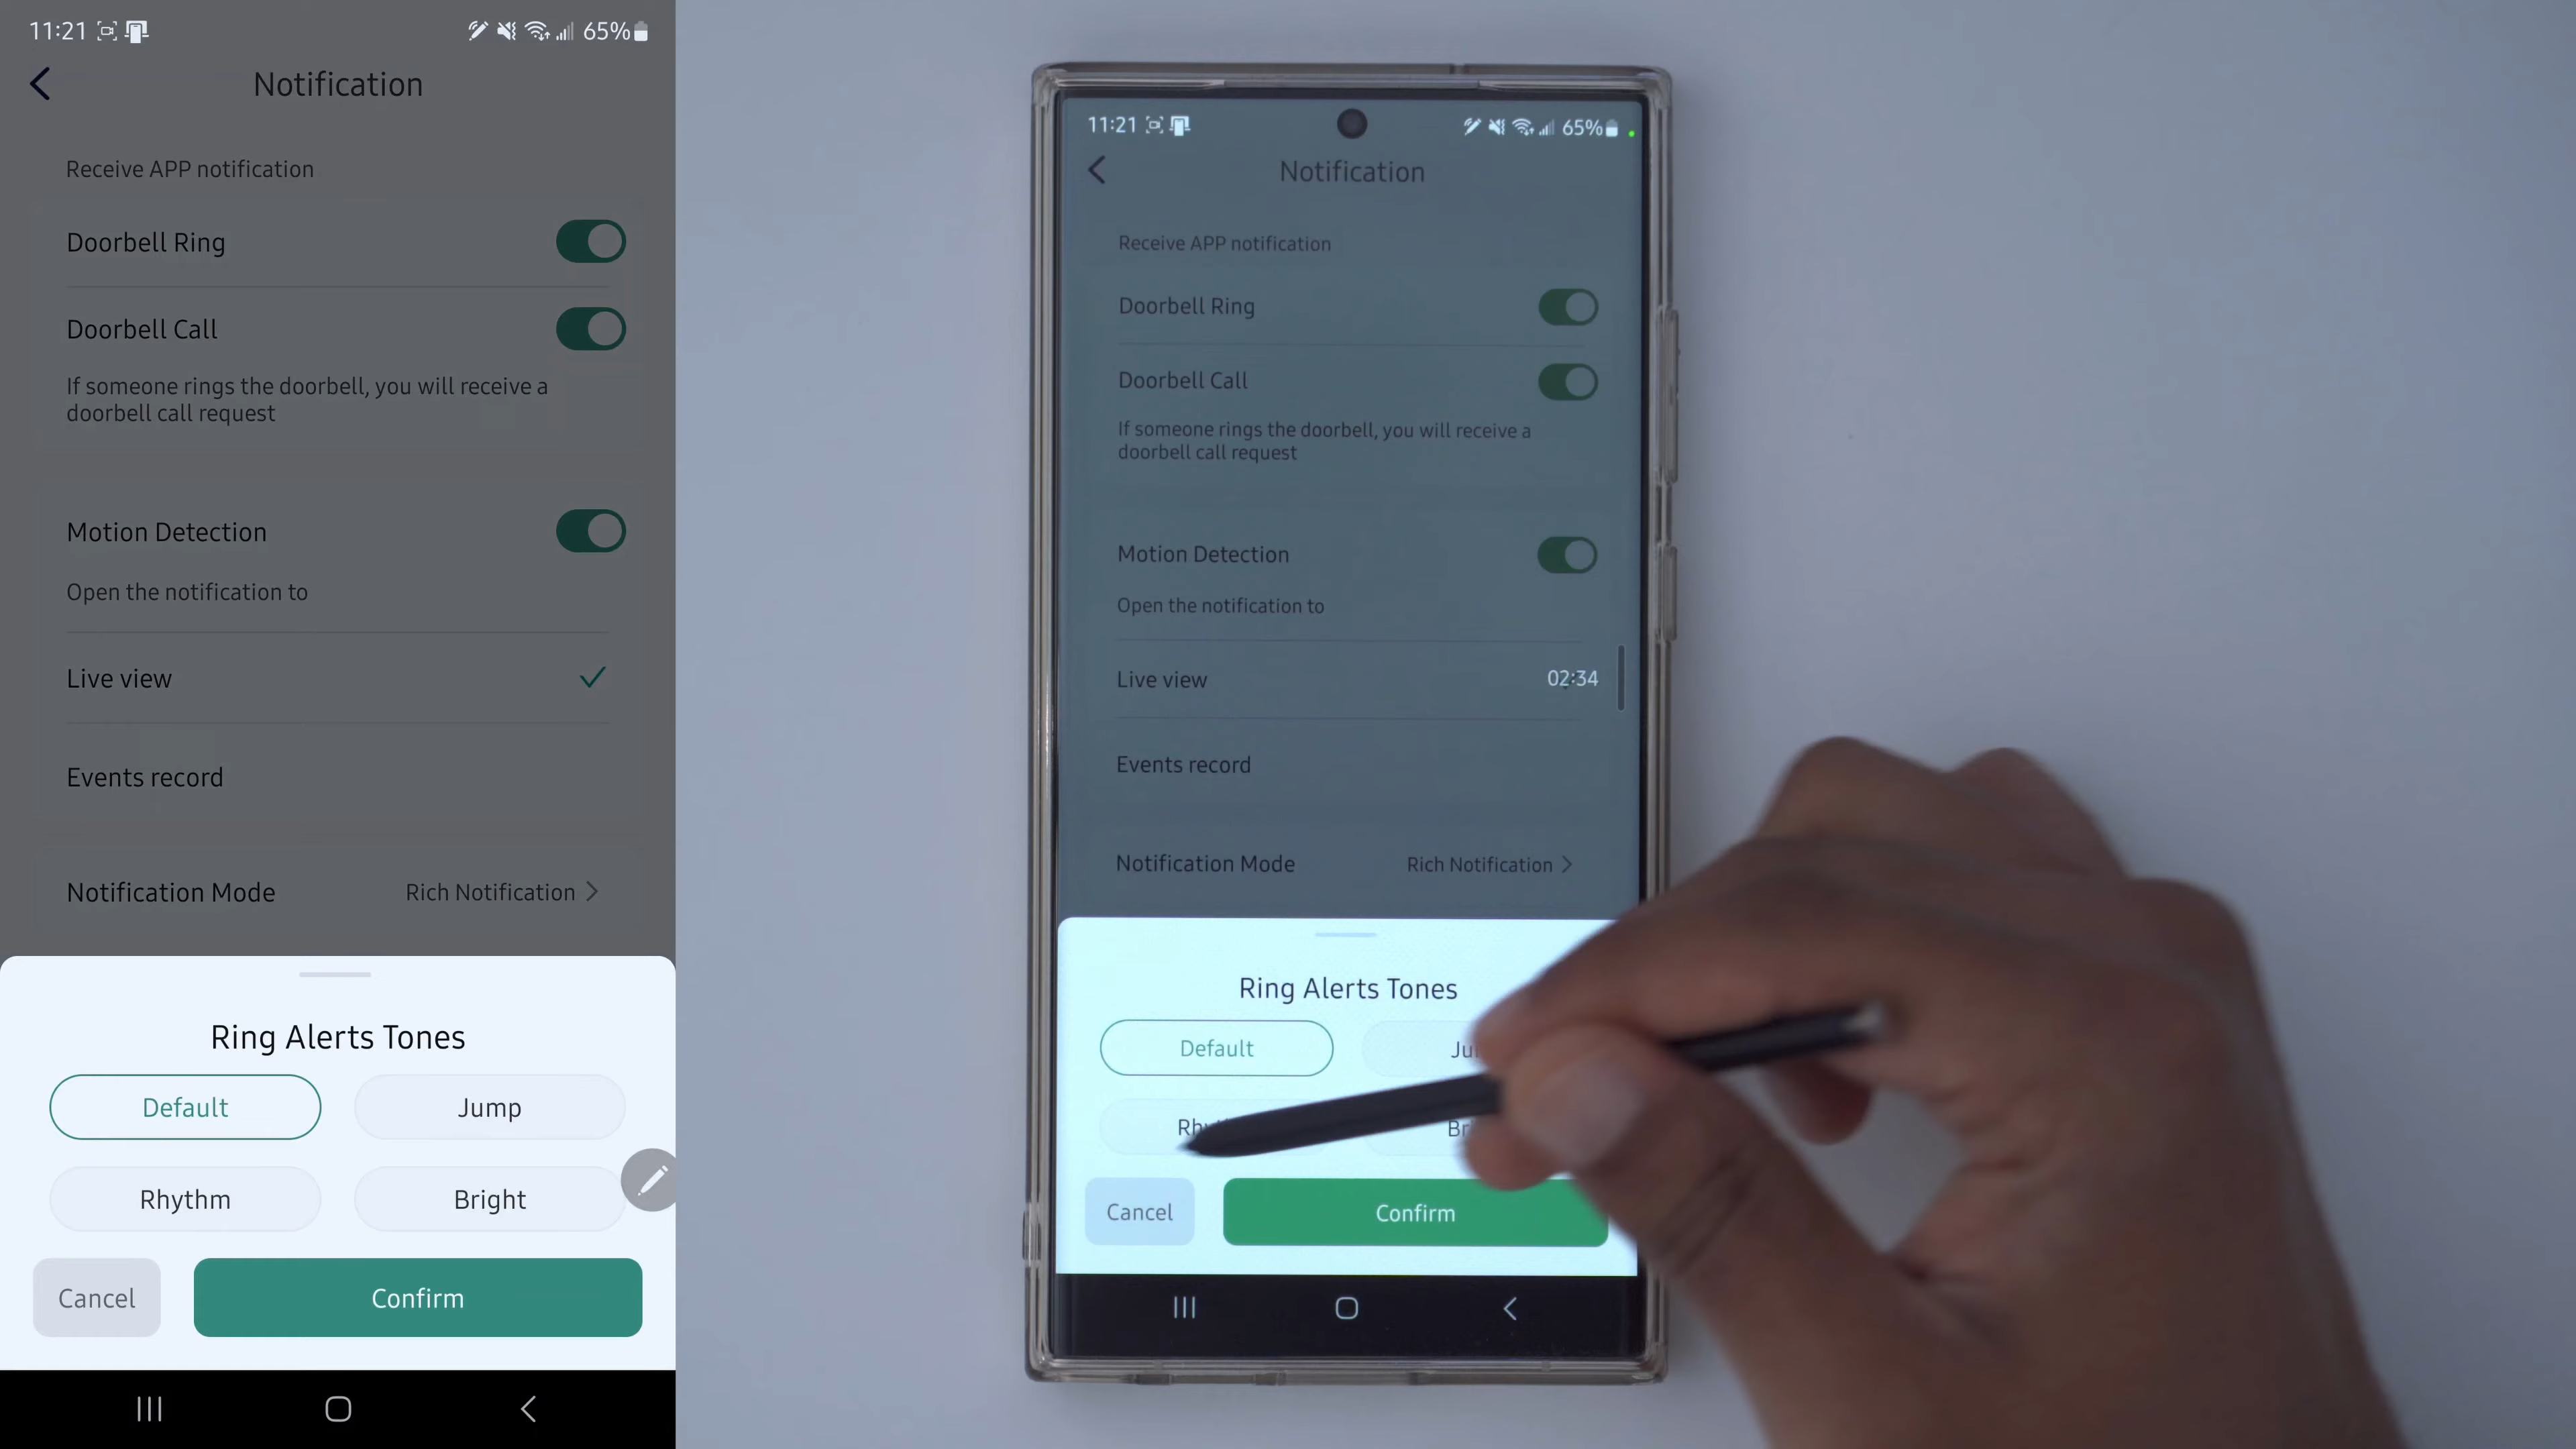 11:21
65%
Notification
Receive APP notification
Doorbell Ring
Doorbell Call
If someone rings the doorbell, you will receive a
doorbell call request
Motion Detection
Open the notification to
Live view
Events record
Notification Mode Rich Notification
Ring Alerts Tones
Default Jump
Rhythm Bright
Cancel Confirm
11:21
65%
Notification
Receive APP notification
Doorbell Ring
Doorbell Call
If someone rings the doorbell, you will receive a
doorbell call request
Motion Detection
Open the notification to
Live view 02:34
Events record
Notification Mode Rich Notification
Ring Alerts Tones
Default
Cancel Confirm